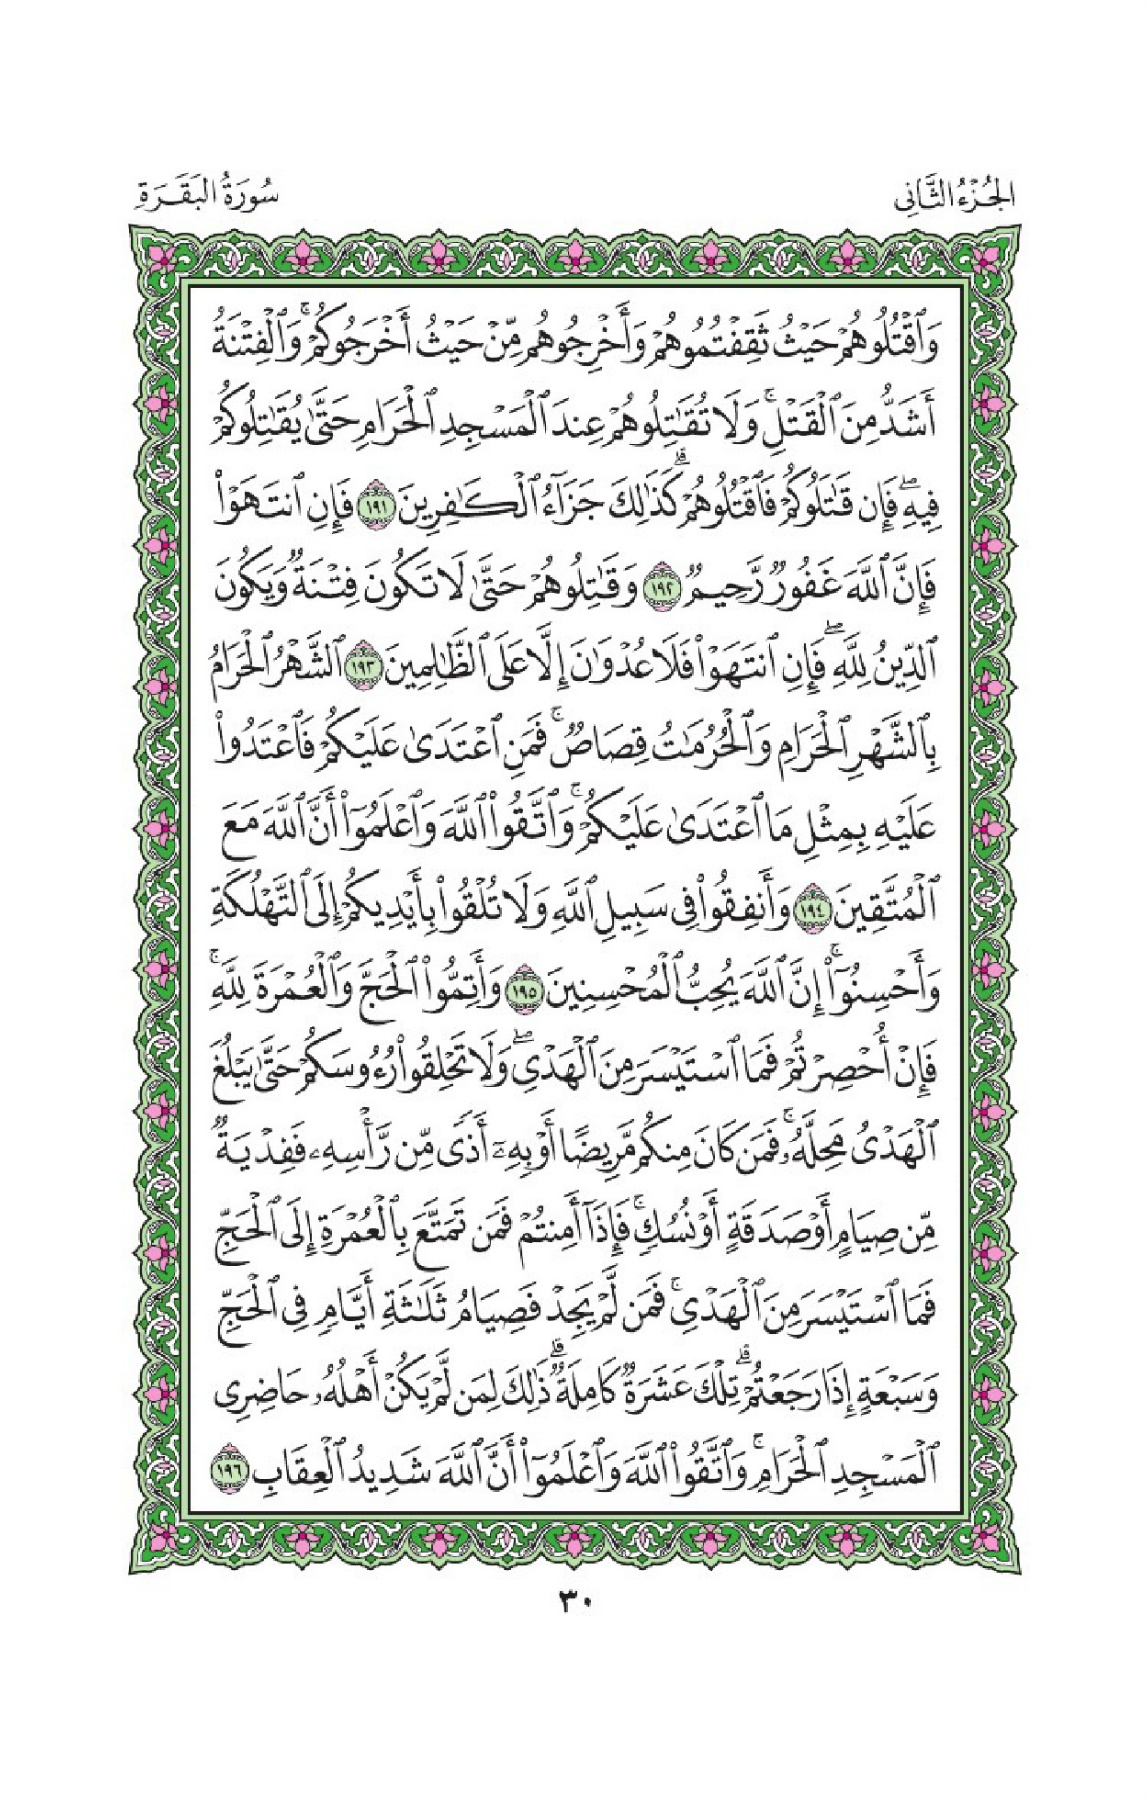 الجُزْءُ الثَّانِى
سُورَةُ البَقَرَةِ
وَٱقْتُلُوهُمْ حَيْثُ ثَقِفْتُمُوهُمْ وَأَخْرِجُوهُم مِّنْ حَيْثُ أَخْرَجُوكُمْ ۚ وَٱلْفِتْنَةُ
أَشَدُّ مِنَ ٱلْقَتْلِ ۚ وَلَا تُقَٰتِلُوهُمْ عِندَ ٱلْمَسْجِدِ ٱلْحَرَامِ حَتَّىٰ يُقَٰتِلُوكُمْ
فِيهِ ۖ فَإِن قَٰتَلُوكُمْ فَٱقْتُلُوهُمْ ۗ كَذَٰلِكَ جَزَآءُ ٱلْكَٰفِرِينَ ١٩١ فَإِنِ ٱنتَهَوْا۟
فَإِنَّ ٱللَّهَ غَفُورٌ رَّحِيمٌ ١٩٢ وَقَٰتِلُوهُمْ حَتَّىٰ لَا تَكُونَ فِتْنَةٌ وَيَكُونَ
ٱلدِّينُ لِلَّهِ ۖ فَإِنِ ٱنتَهَوْا۟ فَلَا عُدْوَٰنَ إِلَّا عَلَى ٱلظَّٰلِمِينَ ١٩٣ ٱلشَّهْرُ ٱلْحَرَامُ
بِٱلشَّهْرِ ٱلْحَرَامِ وَٱلْحُرُمَٰتُ قِصَاصٌ ۚ فَمَنِ ٱعْتَدَىٰ عَلَيْكُمْ فَٱعْتَدُوا۟
عَلَيْهِ بِمِثْلِ مَا ٱعْتَدَىٰ عَلَيْكُمْ ۚ وَٱتَّقُوا۟ ٱللَّهَ وَٱعْلَمُوٓا۟ أَنَّ ٱللَّهَ مَعَ
ٱلْمُتَّقِينَ ١٩٤ وَأَنفِقُوا۟ فِى سَبِيلِ ٱللَّهِ وَلَا تُلْقُوا۟ بِأَيْدِيكُمْ إِلَى ٱلتَّهْلُكَةِ
وَأَحْسِنُوٓا۟ ۛ إِنَّ ٱللَّهَ يُحِبُّ ٱلْمُحْسِنِينَ ١٩٥ وَأَتِمُّوا۟ ٱلْحَجَّ وَٱلْعُمْرَةَ لِلَّهِ ۚ
فَإِنْ أُحْصِرْتُمْ فَمَا ٱسْتَيْسَرَ مِنَ ٱلْهَدْىِ ۖ وَلَا تَحْلِقُوا۟ رُءُوسَكُمْ حَتَّىٰ يَبْلُغَ
ٱلْهَدْىُ مَحِلَّهُۥ ۚ فَمَن كَانَ مِنكُم مَّرِيضًا أَوْ بِهِۦٓ أَذًى مِّن رَّأْسِهِۦ فَفِدْيَةٌ
مِّن صِيَامٍ أَوْ صَدَقَةٍ أَوْ نُسُكٍ ۚ فَإِذَآ أَمِنتُمْ فَمَن تَمَتَّعَ بِٱلْعُمْرَةِ إِلَى ٱلْحَجِّ
فَمَا ٱسْتَيْسَرَ مِنَ ٱلْهَدْىِ ۚ فَمَن لَّمْ يَجِدْ فَصِيَامُ ثَلَٰثَةِ أَيَّامٍ فِى ٱلْحَجِّ
وَسَبْعَةٍ إِذَا رَجَعْتُمْ ۗ تِلْكَ عَشَرَةٌ كَامِلَةٌ ۗ ذَٰلِكَ لِمَن لَّمْ يَكُنْ أَهْلُهُۥ حَاضِرِى
ٱلْمَسْجِدِ ٱلْحَرَامِ ۚ وَٱتَّقُوا۟ ٱللَّهَ وَٱعْلَمُوٓا۟ أَنَّ ٱللَّهَ شَدِيدُ ٱلْعِقَابِ ١٩٦
٣٠